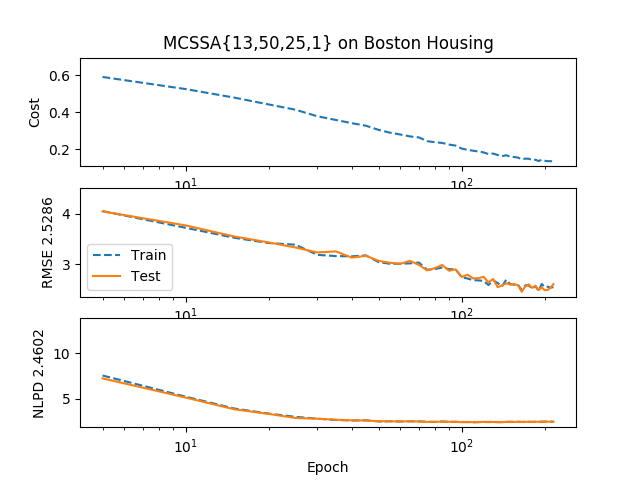 MCSSA{13,50,25,1} on Boston Housing
0.6
0.4
0.2
Cost
10¹
10²
4
3
RMSE 2.5286
Train
Test
10¹
10²
10
5
NLPD 2.4602
10¹
10²
Epoch